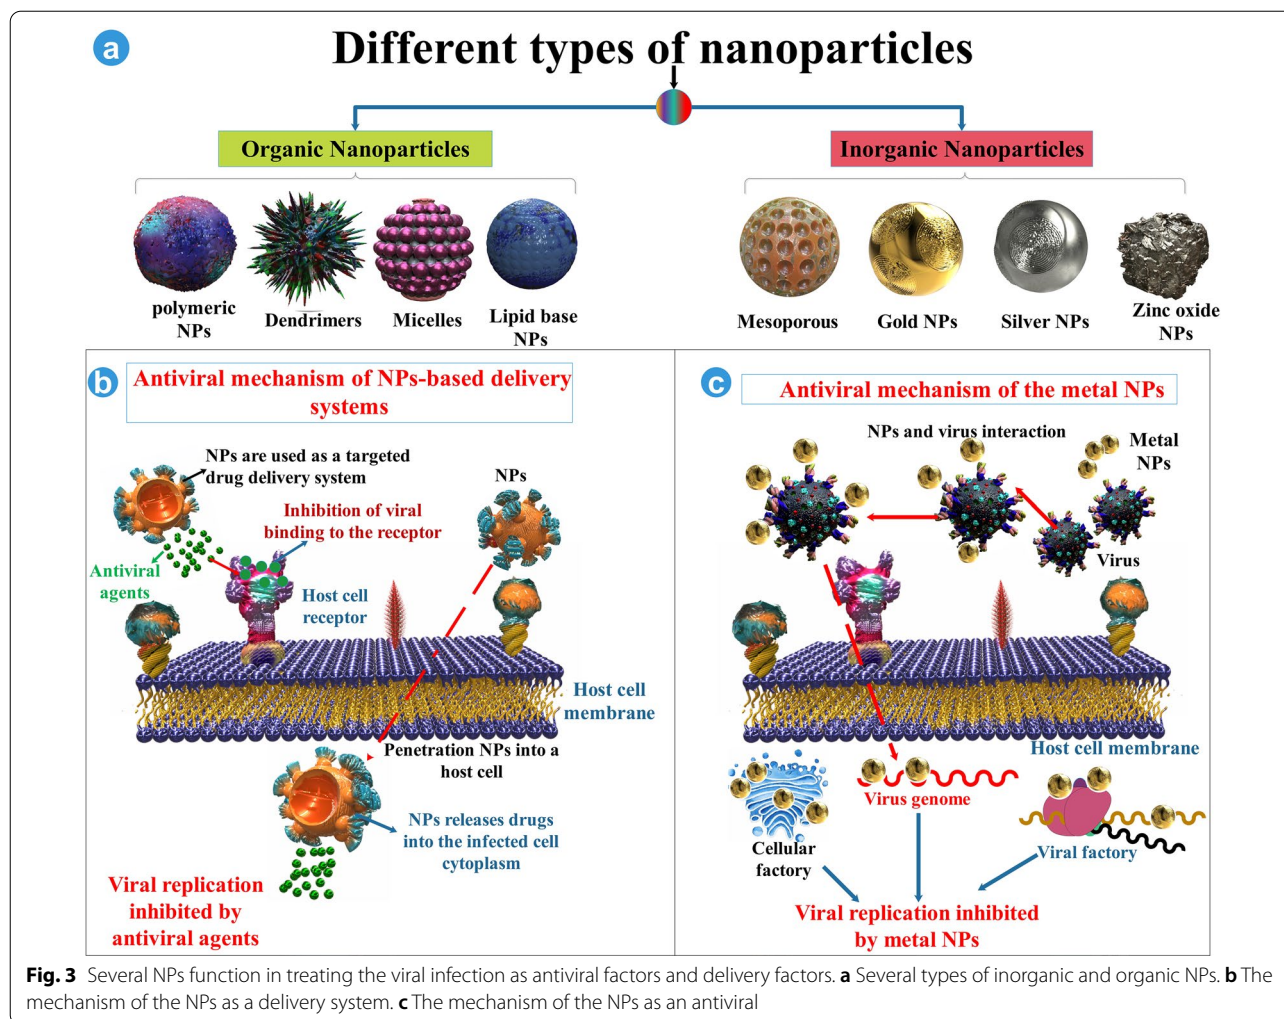 a
Different types of nanoparticles
Organic Nanoparticles
Inorganic Nanoparticles
polymeric
NPs
Dendrimers
Micelles
Lipid base
NPs
Mesoporous
Gold NPs
Silver NPs
Zinc oxide
NPs
b
Antiviral mechanism of NPs-based delivery
systems
NPs are used as a targeted
drug delivery system
NPs
Inhibition of viral
binding to the receptor
Antiviral
agents
Host cell
receptor
Host cell
membrane
Penetration NPs into a
host cell
NPs releases drugs
into the infected cell
cytoplasm
Viral replication
inhibited by
antiviral agents
c
Antiviral mechanism of the metal NPs
NPs and virus interaction
Metal
NPs
Virus
Host cell membrane
Virus genome
Cellular
factory
Viral factory
Viral replication inhibited
by metal NPs
Fig. 3 Several NPs function in treating the viral infection as antiviral factors and delivery factors. a Several types of inorganic and organic NPs. b The
mechanism of the NPs as a delivery system. c The mechanism of the NPs as an antiviral